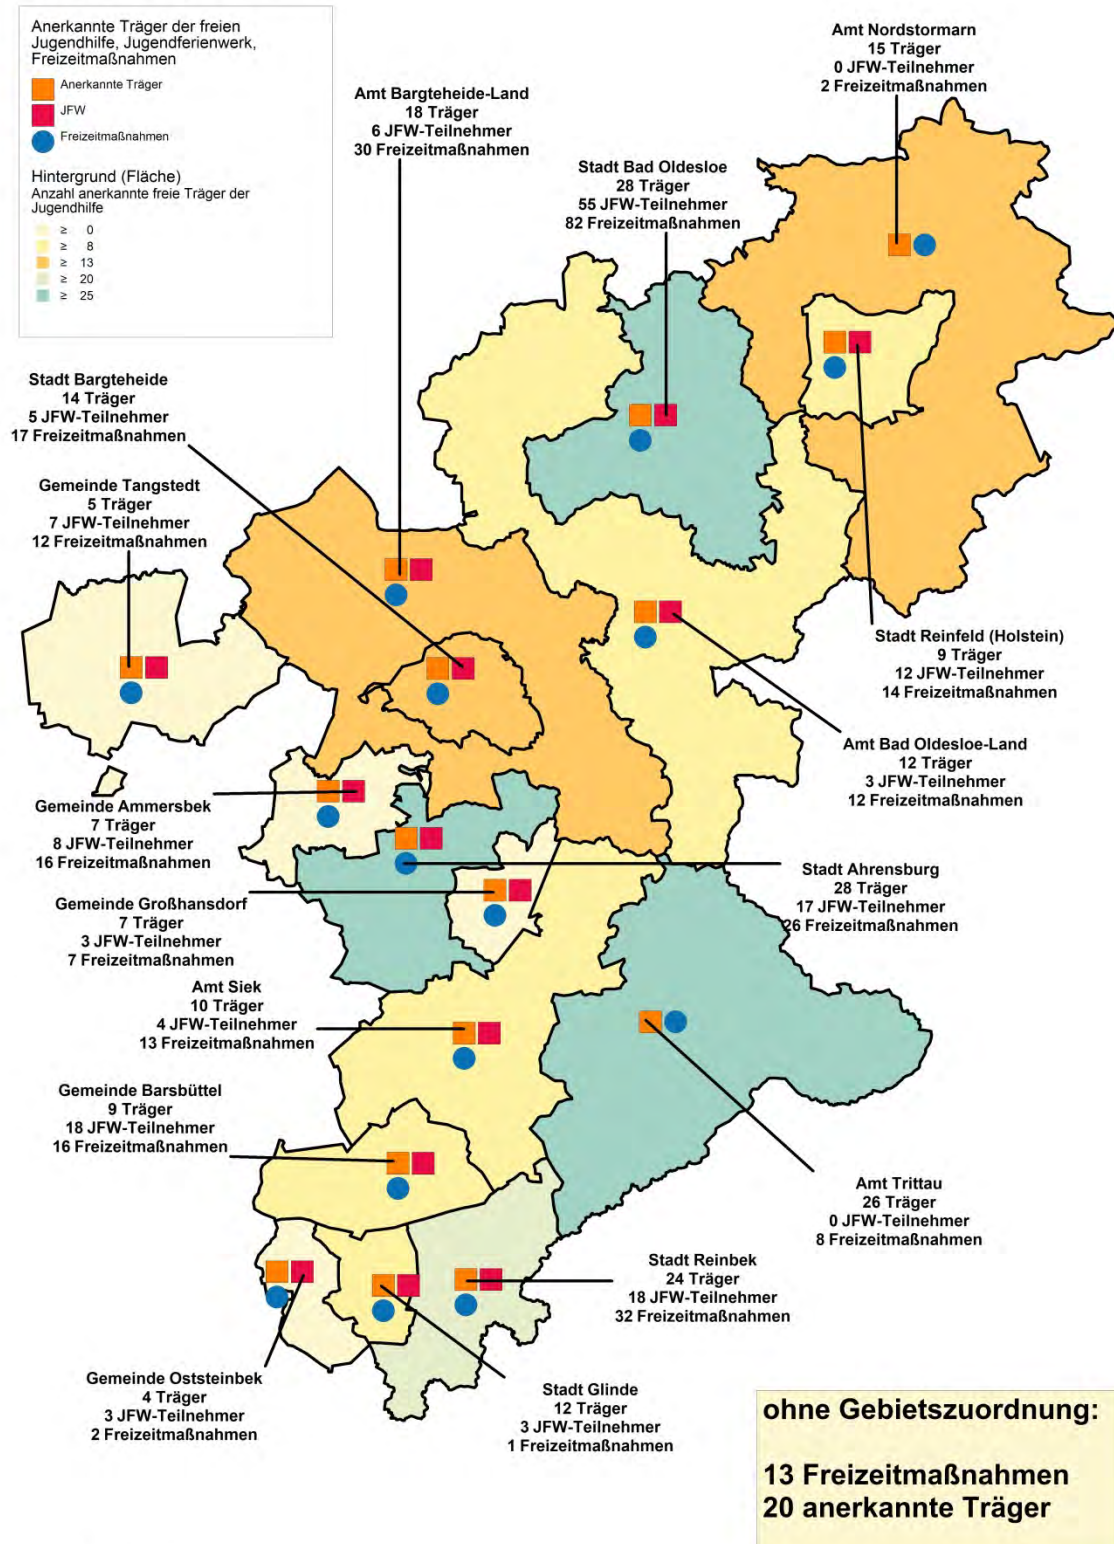 Anerkannte Träger der freien
Jugendhilfe, Jugendferienwerk,
Freizeitmaßnahmen
Anerkannte Träger
JFW
Freizeitmaßnahmen
Hintergrund (Fläche)
Anzahl anerkannte freie Träger der
Jugendhilfe
≥ 0
≥ 8
≥ 13
≥ 20
≥ 25
Amt Nordstormarn
15 Träger
0 JFW-Teilnehmer
2 Freizeitmaßnahmen
Amt Bargteheide-Land
18 Träger
6 JFW-Teilnehmer
30 Freizeitmaßnahmen
Stadt Bad Oldesloe
28 Träger
55 JFW-Teilnehmer
82 Freizeitmaßnahmen
Stadt Bargteheide
14 Träger
5 JFW-Teilnehmer
17 Freizeitmaßnahmen
Gemeinde Tangstedt
5 Träger
7 JFW-Teilnehmer
12 Freizeitmaßnahmen
Stadt Reinfeld (Holstein)
9 Träger
12 JFW-Teilnehmer
14 Freizeitmaßnahmen
Amt Bad Oldesloe-Land
12 Träger
3 JFW-Teilnehmer
12 Freizeitmaßnahmen
Gemeinde Ammersbek
7 Träger
8 JFW-Teilnehmer
16 Freizeitmaßnahmen
Stadt Ahrensburg
28 Träger
17 JFW-Teilnehmer
26 Freizeitmaßnahmen
Gemeinde Großhansdorf
7 Träger
3 JFW-Teilnehmer
7 Freizeitmaßnahmen
Amt Siek
10 Träger
4 JFW-Teilnehmer
13 Freizeitmaßnahmen
Gemeinde Barsbüttel
9 Träger
18 JFW-Teilnehmer
16 Freizeitmaßnahmen
Amt Trittau
26 Träger
0 JFW-Teilnehmer
8 Freizeitmaßnahmen
Stadt Reinbek
24 Träger
18 JFW-Teilnehmer
32 Freizeitmaßnahmen
Gemeinde Oststeinbek
4 Träger
3 JFW-Teilnehmer
2 Freizeitmaßnahmen
Stadt Glinde
12 Träger
3 JFW-Teilnehmer
1 Freizeitmaßnahmen
ohne Gebietszuordnung:
13 Freizeitmaßnahmen
20 anerkannte Träger